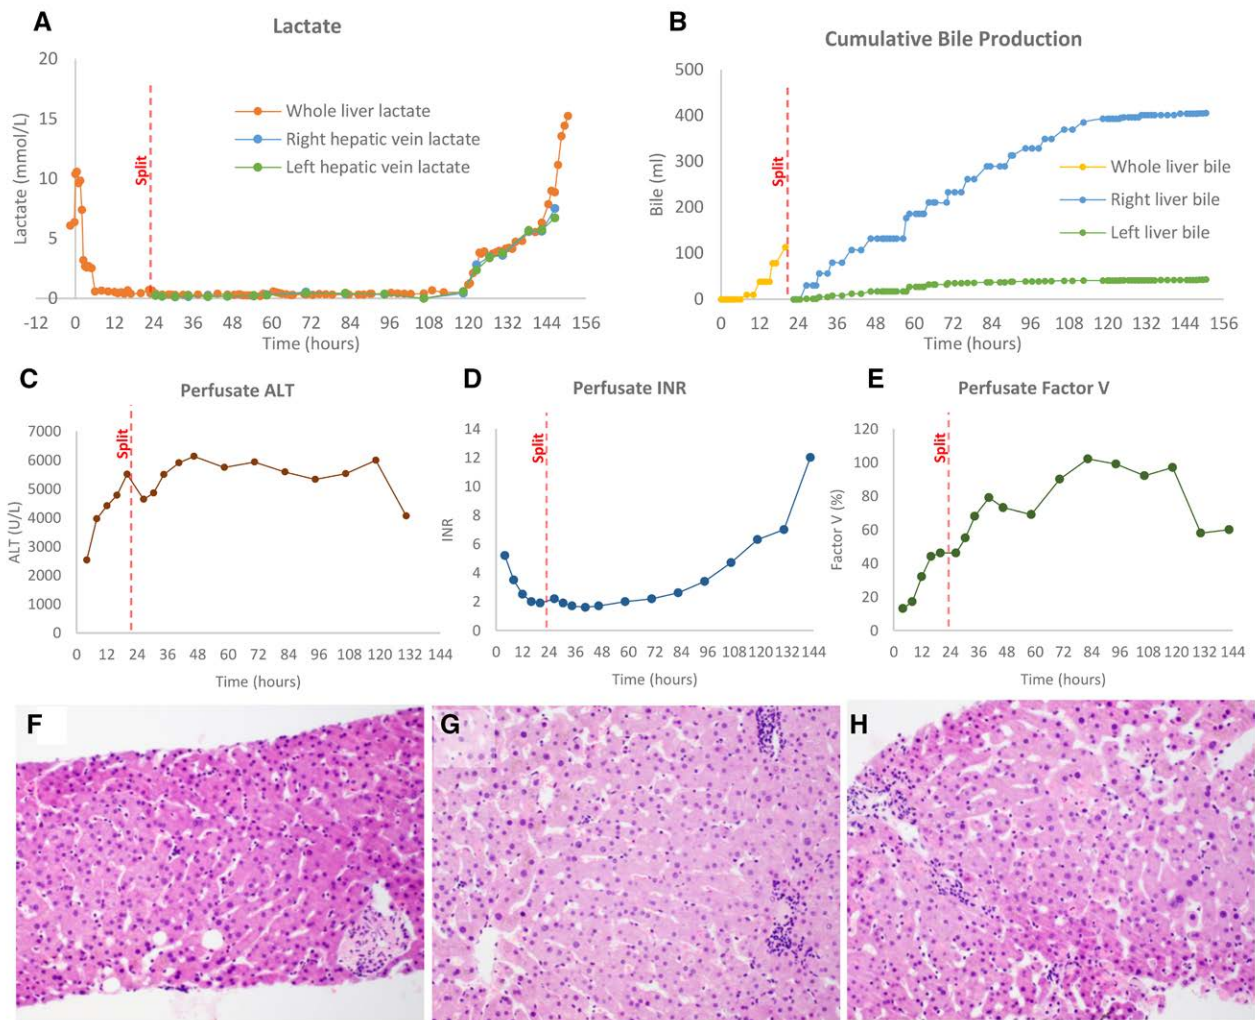 A
Lactate
20
15
10
5
0
Lactate (mmol/L)
Split
Whole liver lactate
Right hepatic vein lactate
Left hepatic vein lactate
-12 0 12 24 36 48 60 72 84 96 108 120 132 144 156
Time (hours)
B
Cumulative Bile Production
500
400
300
200
100
0
Bile (ml)
Split
Whole liver bile
Right liver bile
Left liver bile
0 12 24 36 48 60 72 84 96 108 120 132 144 156
Time (hours)
C
Perfusate ALT
7000
6000
5000
4000
3000
2000
1000
0
ALT (U/L)
Split
0 12 24 36 48 60 72 84 96 108 120 132 144
Time (hours)
D
Perfusate INR
14
12
10
8
6
4
2
0
INR
Split
0 12 24 36 48 60 72 84 96 108 120 132 144
Time (hours)
E
Perfusate Factor V
120
100
80
60
40
20
0
Factor V (%)
Split
0 12 24 36 48 60 72 84 96 108 120 132 144
Time (hours)
F
G
H